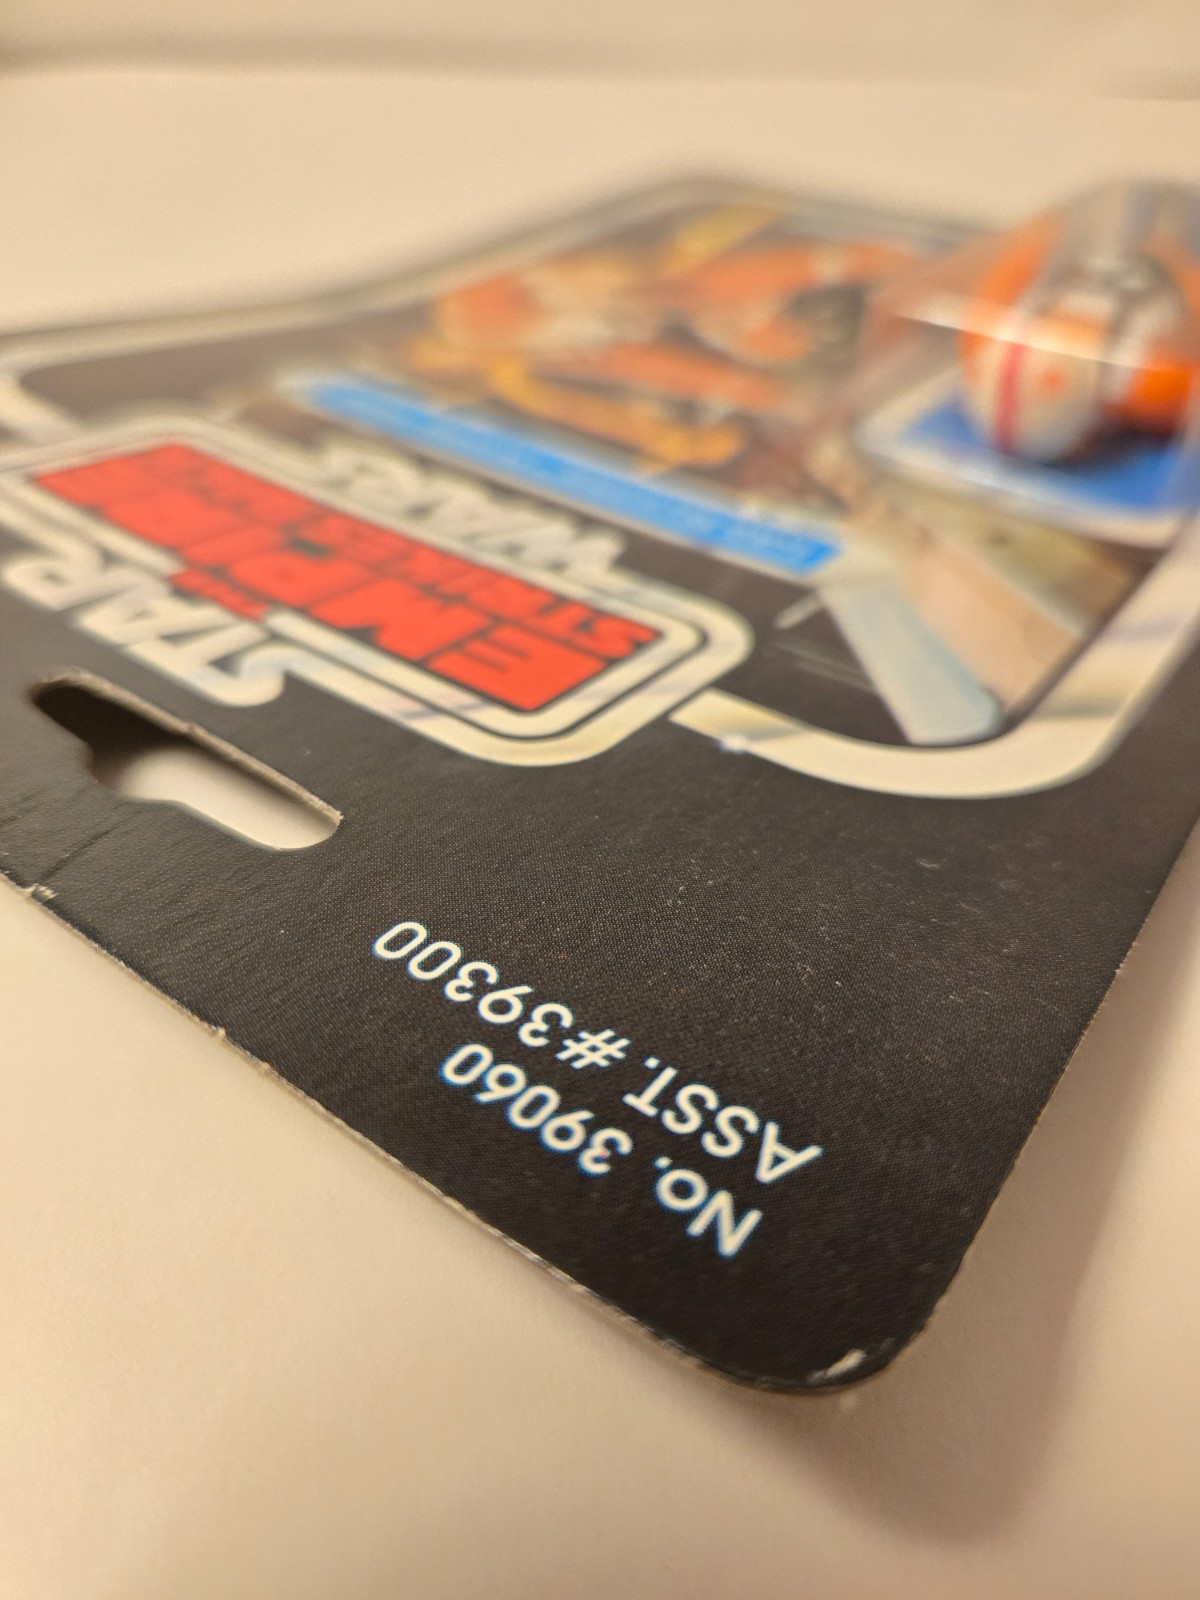 No. 39060
ASST. #39300
STAR
THE
EMPIRE
STRIKES BACK
WARS